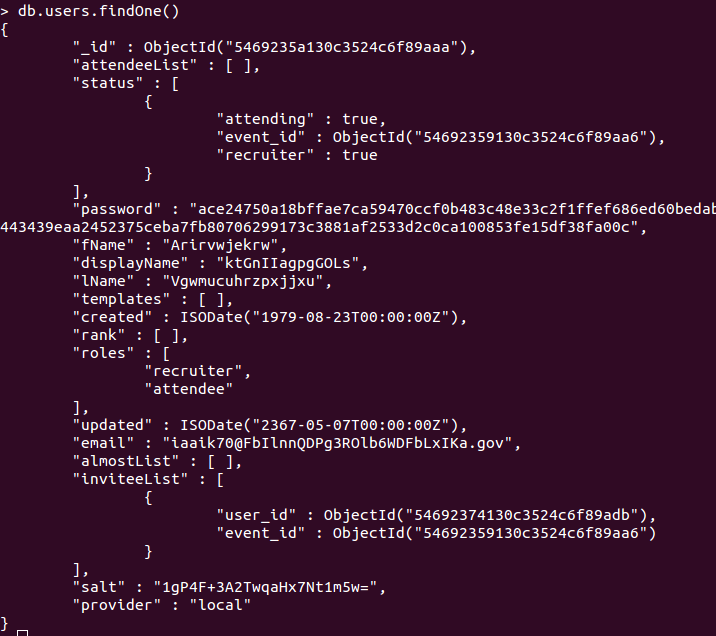 > db.users.findOne()
{
        "_id" : ObjectId("5469235a130c3524c6f89aaa"),
        "attendeeList" : [ ],
        "status" : [
                {
                        "attending" : true,
                        "event_id" : ObjectId("54692359130c3524c6f89aa6"),
                        "recruiter" : true
                }
        ],
        "password" : "ace24750a18bffae7ca59470ccf0b483c48e33c2f1ffef686ed60bedab
443439eaa2452375ceba7fb80706299173c3881af2533d2c0ca100853fe15df38fa00c",
        "fName" : "Arirvwjekrw",
        "displayName" : "ktGnIIagpgGOLs",
        "lName" : "Vgwmucuhrzpxjjxu",
        "templates" : [ ],
        "created" : ISODate("1979-08-23T00:00:00Z"),
        "rank" : [ ],
        "roles" : [
                "recruiter",
                "attendee"
        ],
        "updated" : ISODate("2367-05-07T00:00:00Z"),
        "email" : "iaaik70@FbIlnnQDPg3ROlb6WDFbLxIKa.gov",
        "almostList" : [ ],
        "inviteeList" : [
                {
                        "user_id" : ObjectId("54692374130c3524c6f89adb"),
                        "event_id" : ObjectId("54692359130c3524c6f89aa6")
                }
        ],
        "salt" : "1gP4F+3A2TwqaHx7Nt1m5w=",
        "provider" : "local"
}